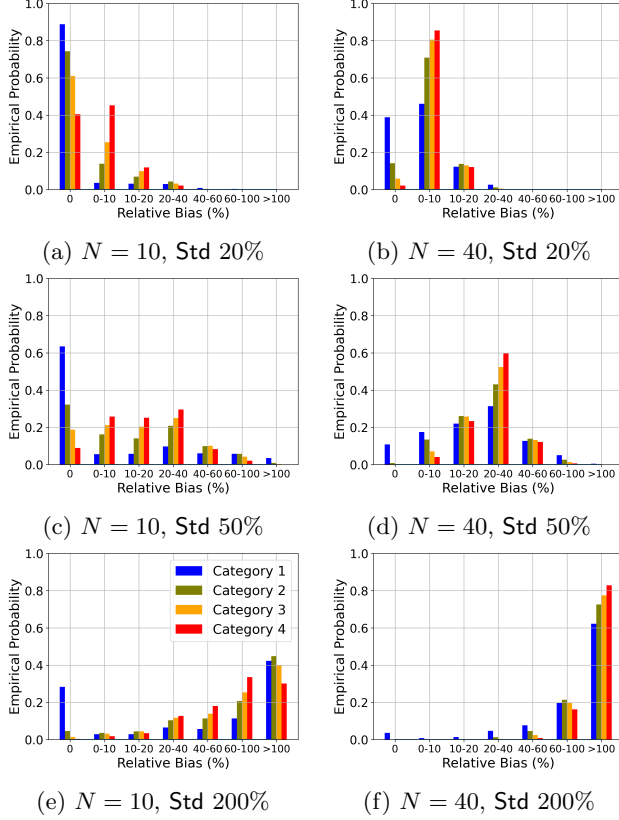 1.0
0.8
0.6
0.4
0.2
0.0
Empirical Probability
0 0-10 10-20 20-40 40-60 60-100 >100
Relative Bias (%)
(a) N = 10, Std 20%
1.0
0.8
0.6
0.4
0.2
0.0
Empirical Probability
0 0-10 10-20 20-40 40-60 60-100 >100
Relative Bias (%)
(b) N = 40, Std 20%
1.0
0.8
0.6
0.4
0.2
0.0
Empirical Probability
0 0-10 10-20 20-40 40-60 60-100 >100
Relative Bias (%)
(c) N = 10, Std 50%
1.0
0.8
0.6
0.4
0.2
0.0
Empirical Probability
0 0-10 10-20 20-40 40-60 60-100 >100
Relative Bias (%)
(d) N = 40, Std 50%
1.0
0.8
0.6
0.4
0.2
0.0
Empirical Probability
Category 1
Category 2
Category 3
Category 4
0 0-10 10-20 20-40 40-60 60-100 >100
Relative Bias (%)
(e) N = 10, Std 200%
1.0
0.8
0.6
0.4
0.2
0.0
Empirical Probability
0 0-10 10-20 20-40 40-60 60-100 >100
Relative Bias (%)
(f) N = 40, Std 200%